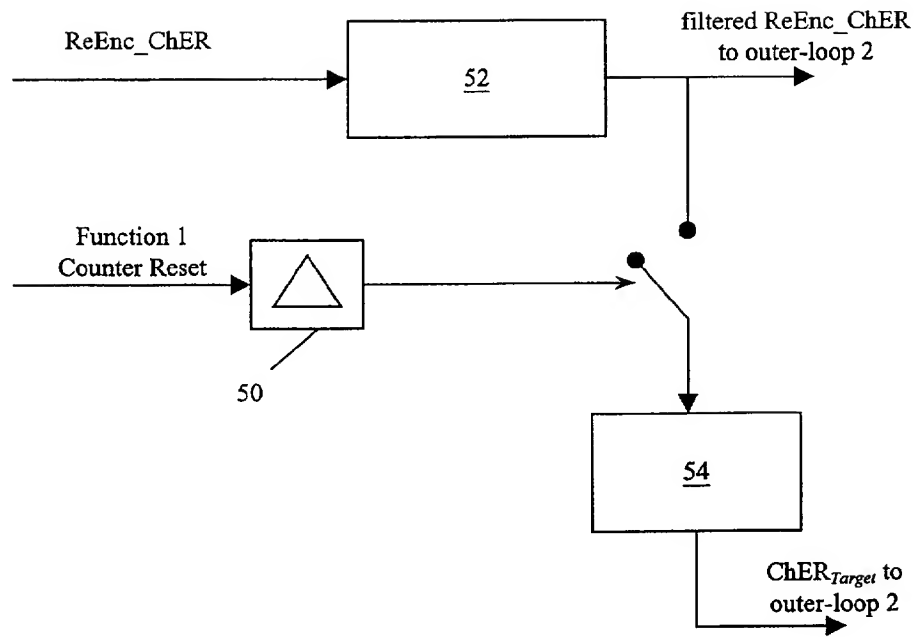 ReEnc_ChER
52
filtered ReEnc_ChER
to outer-loop 2
Function 1
Counter Reset
50
54
ChER_Target to
outer-loop 2